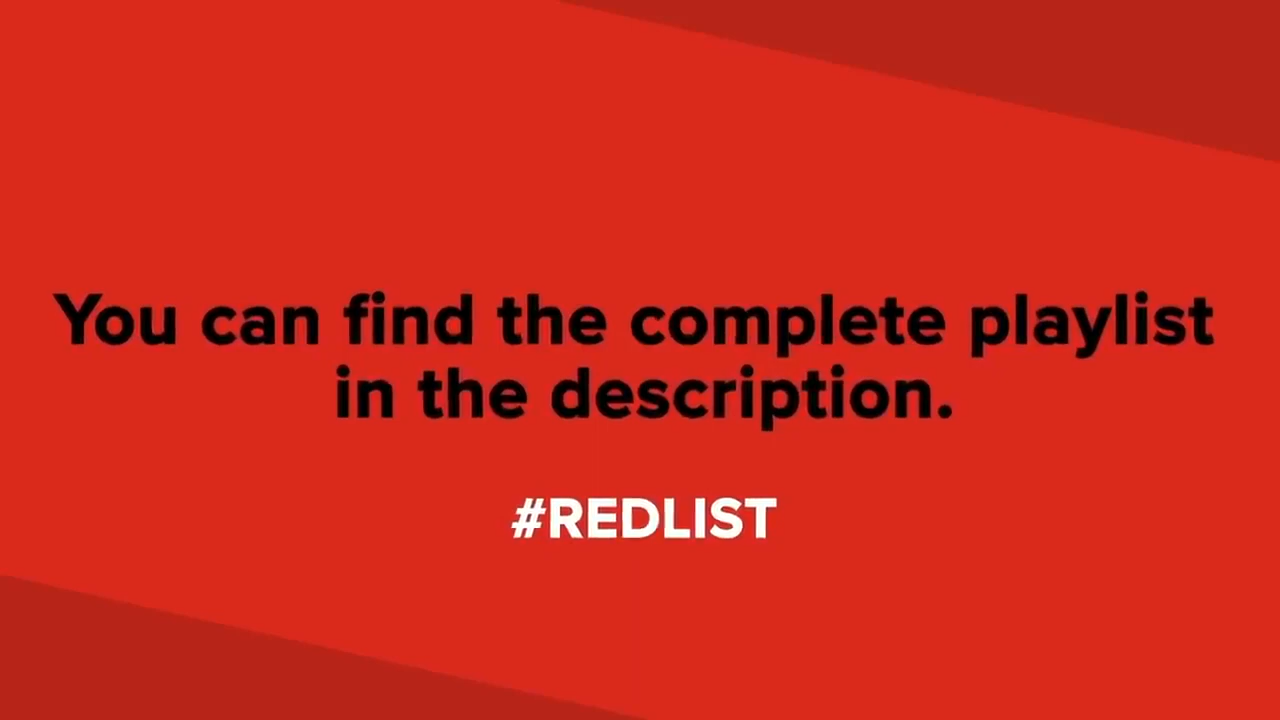 You can find the complete playlist
in the description.
#REDLIST